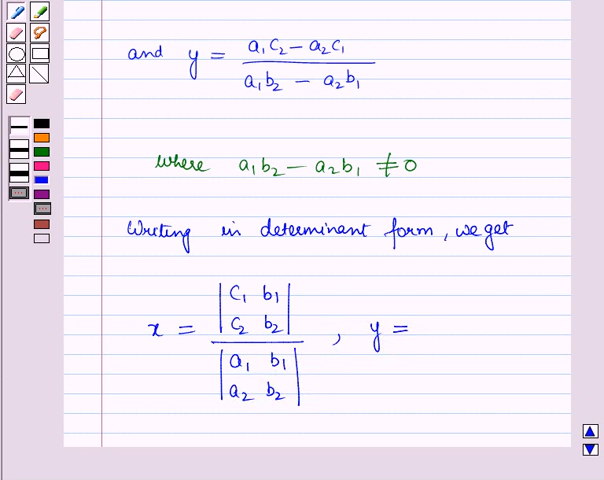 and y = a₁c₂ − a₂c₁
a₁b₂ − a₂b₁
where a₁b₂ − a₂b₁ ≠ 0
Writing in determinant form, we get
x = |c₁ b₁|
|c₂ b₂|
|a₁ b₁|
|a₂ b₂| , y =